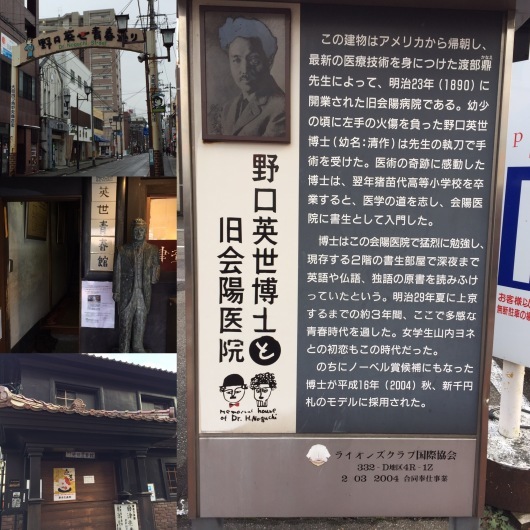 野口英世青春通り
英世青春館
野口英世博士と
旧会陽医院
memorial house
of Dr. H. Noguchi
この建物はアメリカから帰朝し、
最新の医療技術を身につけた渡部鼎
かなえ
先生によって、明治23年(1890)に
開業された旧会陽病院である。幼少
の頃に左手の火傷を負った野口英世
博士(幼名:清作)は先生の執刀で手
術を受けた。医術の奇跡に感動した
博士は、翌年猪苗代高等小学校を卒
業すると、医学の道を志し、会陽医
院に書生として入門した。
博士はこの会陽医院で猛烈に勉強し、
現存する2階の書生部屋で深夜まで
英語や仏語、独語の原書を読みふけ
っていたという。明治29年夏に上京
するまでの約3年間、ここで多感な
青春時代を過した。女学生山内ヨネ
との初恋もこの時代だった。
のちにノーベル賞候補にもなった
博士が平成16年(2004)秋、新千円
札のモデルに採用された。
ライオンズクラブ国際協会
332-D地区4R-1Z
2 03 2004 合同奉仕事業
P
お客様以
無断駐車の場